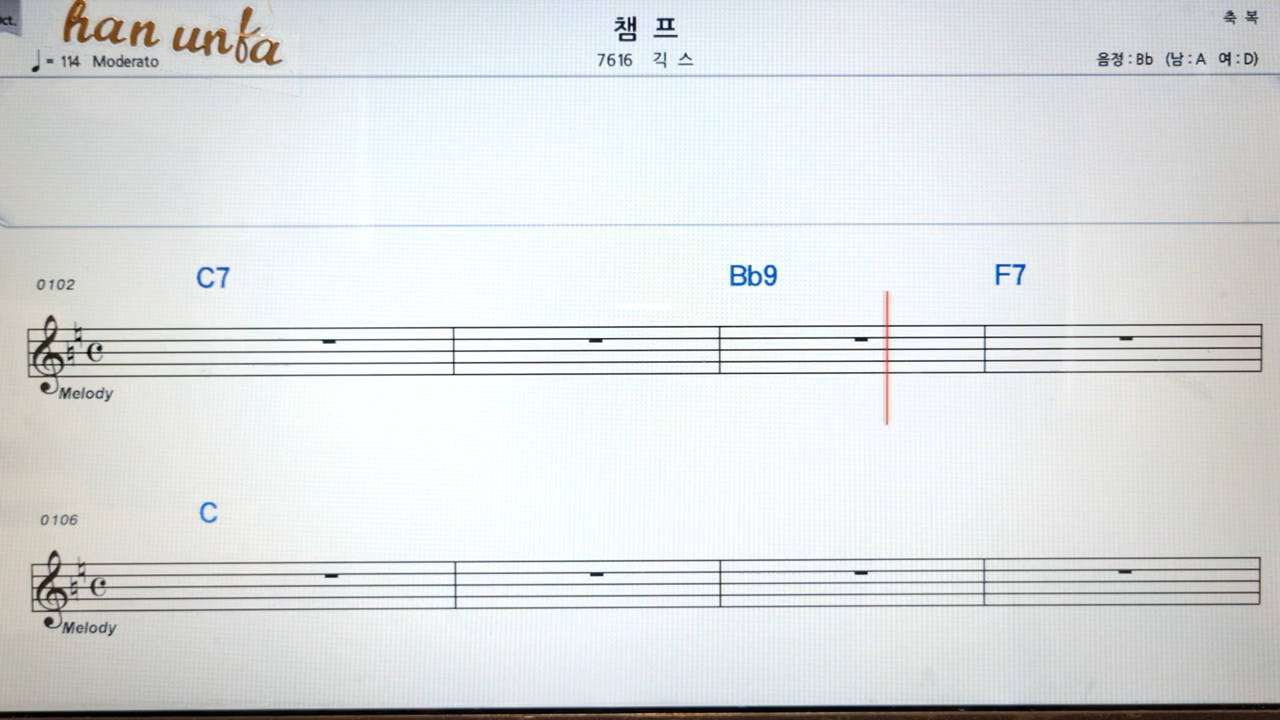 ct.
han unfa
챔 프
축 복
♩= 114 Moderato
7616 긱 스
음정 : Bb (남 : A 여 : D)
C7 Bb9 F7
0102
Melody
C
0106
Melody